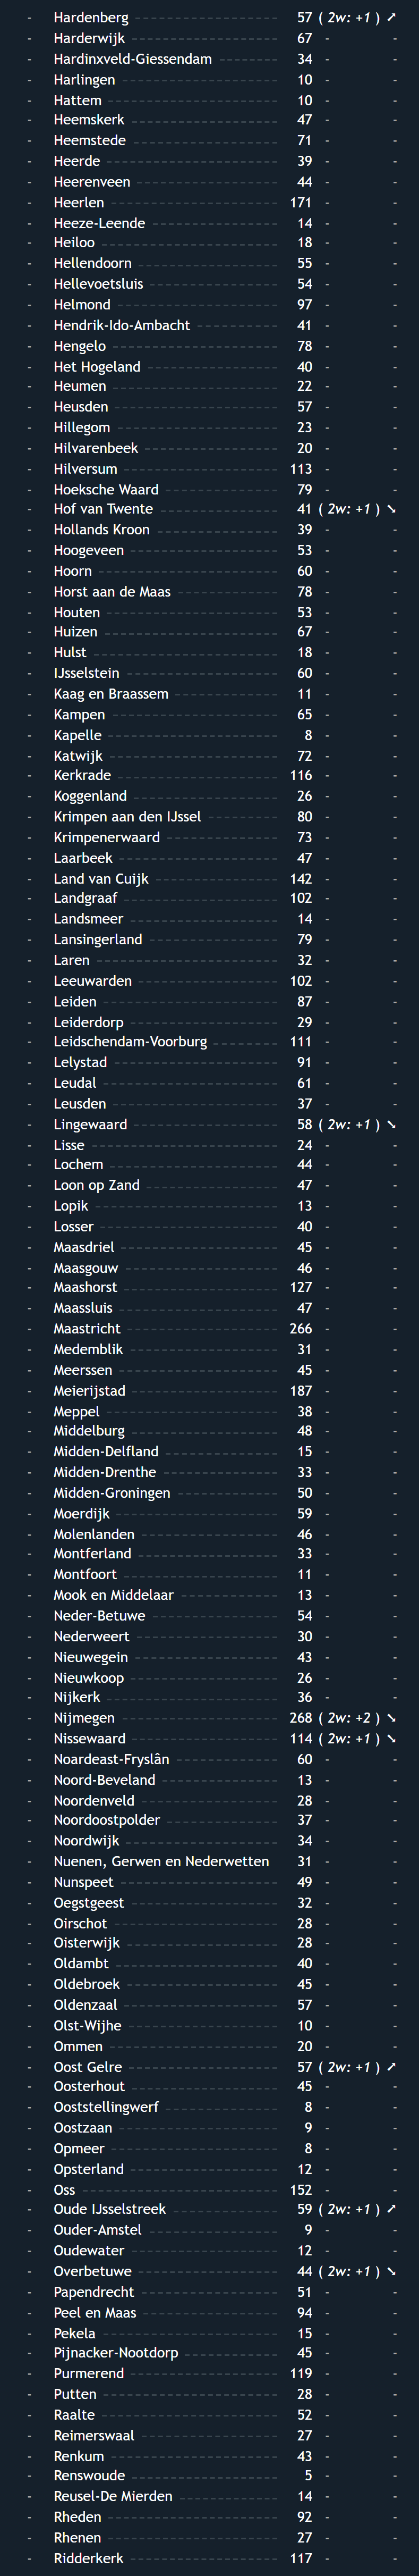 - Hardenberg 57 ( 2w: +1 ) ➚
- Harderwijk 67 - -
- Hardinxveld-Giessendam 34 - -
- Harlingen 10 - -
- Hattem 10 - -
- Heemskerk 47 - -
- Heemstede 71 - -
- Heerde 39 - -
- Heerenveen 44 - -
- Heerlen 171 - -
- Heeze-Leende 14 - -
- Heiloo 18 - -
- Hellendoorn 55 - -
- Hellevoetsluis 54 - -
- Helmond 97 - -
- Hendrik-Ido-Ambacht 41 - -
- Hengelo 78 - -
- Het Hogeland 40 - -
- Heumen 22 - -
- Heusden 57 - -
- Hillegom 23 - -
- Hilvarenbeek 20 - -
- Hilversum 113 - -
- Hoeksche Waard 79 - -
- Hof van Twente 41 ( 2w: +1 ) ➘
- Hollands Kroon 39 - -
- Hoogeveen 53 - -
- Hoorn 60 - -
- Horst aan de Maas 78 - -
- Houten 53 - -
- Huizen 67 - -
- Hulst 18 - -
- IJsselstein 60 - -
- Kaag en Braassem 11 - -
- Kampen 65 - -
- Kapelle 8 - -
- Katwijk 72 - -
- Kerkrade 116 - -
- Koggenland 26 - -
- Krimpen aan den IJssel 80 - -
- Krimpenerwaard 73 - -
- Laarbeek 47 - -
- Land van Cuijk 142 - -
- Landgraaf 102 - -
- Landsmeer 14 - -
- Lansingerland 79 - -
- Laren 32 - -
- Leeuwarden 102 - -
- Leiden 87 - -
- Leiderdorp 29 - -
- Leidschendam-Voorburg 111 - -
- Lelystad 91 - -
- Leudal 61 - -
- Leusden 37 - -
- Lingewaard 58 ( 2w: +1 ) ➘
- Lisse 24 - -
- Lochem 44 - -
- Loon op Zand 47 - -
- Lopik 13 - -
- Losser 40 - -
- Maasdriel 45 - -
- Maasgouw 46 - -
- Maashorst 127 - -
- Maassluis 47 - -
- Maastricht 266 - -
- Medemblik 31 - -
- Meerssen 45 - -
- Meierijstad 187 - -
- Meppel 38 - -
- Middelburg 48 - -
- Midden-Delfland 15 - -
- Midden-Drenthe 33 - -
- Midden-Groningen 50 - -
- Moerdijk 59 - -
- Molenlanden 46 - -
- Montferland 33 - -
- Montfoort 11 - -
- Mook en Middelaar 13 - -
- Neder-Betuwe 54 - -
- Nederweert 30 - -
- Nieuwegein 43 - -
- Nieuwkoop 26 - -
- Nijkerk 36 - -
- Nijmegen 268 ( 2w: +2 ) ➘
- Nissewaard 114 ( 2w: +1 ) ➘
- Noardeast-Fryslân 60 - -
- Noord-Beveland 13 - -
- Noordenveld 28 - -
- Noordoostpolder 37 - -
- Noordwijk 34 - -
- Nuenen, Gerwen en Nederwetten 31 - -
- Nunspeet 49 - -
- Oegstgeest 32 - -
- Oirschot 28 - -
- Oisterwijk 28 - -
- Oldambt 40 - -
- Oldebroek 45 - -
- Oldenzaal 57 - -
- Olst-Wijhe 10 - -
- Ommen 20 - -
- Oost Gelre 57 ( 2w: +1 ) ➚
- Oosterhout 45 - -
- Ooststellingwerf 8 - -
- Oostzaan 9 - -
- Opmeer 8 - -
- Opsterland 12 - -
- Oss 152 - -
- Oude IJsselstreek 59 ( 2w: +1 ) ➚
- Ouder-Amstel 9 - -
- Oudewater 12 - -
- Overbetuwe 44 ( 2w: +1 ) ➘
- Papendrecht 51 - -
- Peel en Maas 94 - -
- Pekela 15 - -
- Pijnacker-Nootdorp 45 - -
- Purmerend 119 - -
- Putten 28 - -
- Raalte 52 - -
- Reimerswaal 27 - -
- Renkum 43 - -
- Renswoude 5 - -
- Reusel-De Mierden 14 - -
- Rheden 92 - -
- Rhenen 27 - -
- Ridderkerk 117 - -